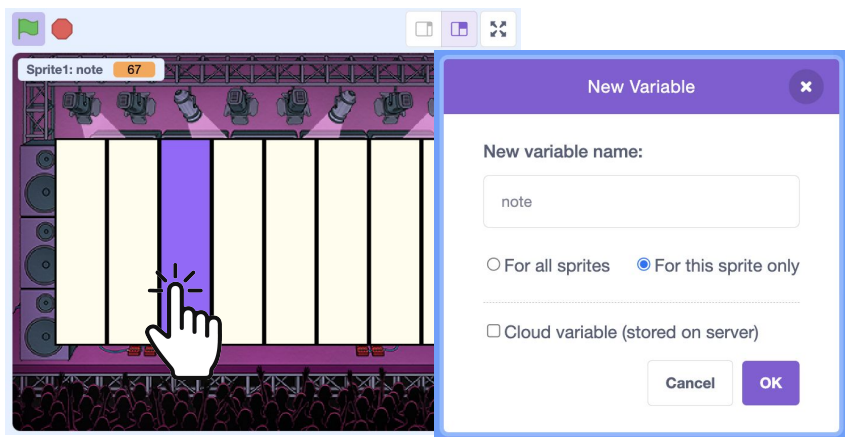 Sprite1: note 67
New Variable
New variable name:
note
For all sprites For this sprite only
Cloud variable (stored on server)
Cancel OK